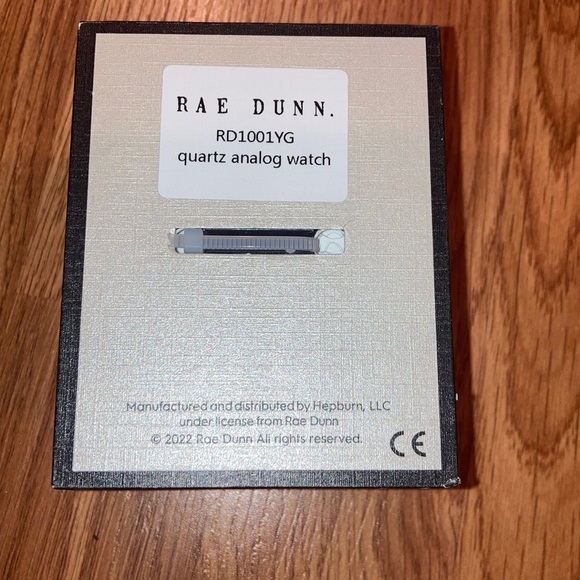 RAE DUNN.
RD1001YG
quartz analog watch
Manufactured and distributed by Hepburn, LLC
under license from Rae Dunn
© 2022 Rae Dunn All rights reserved.
CE